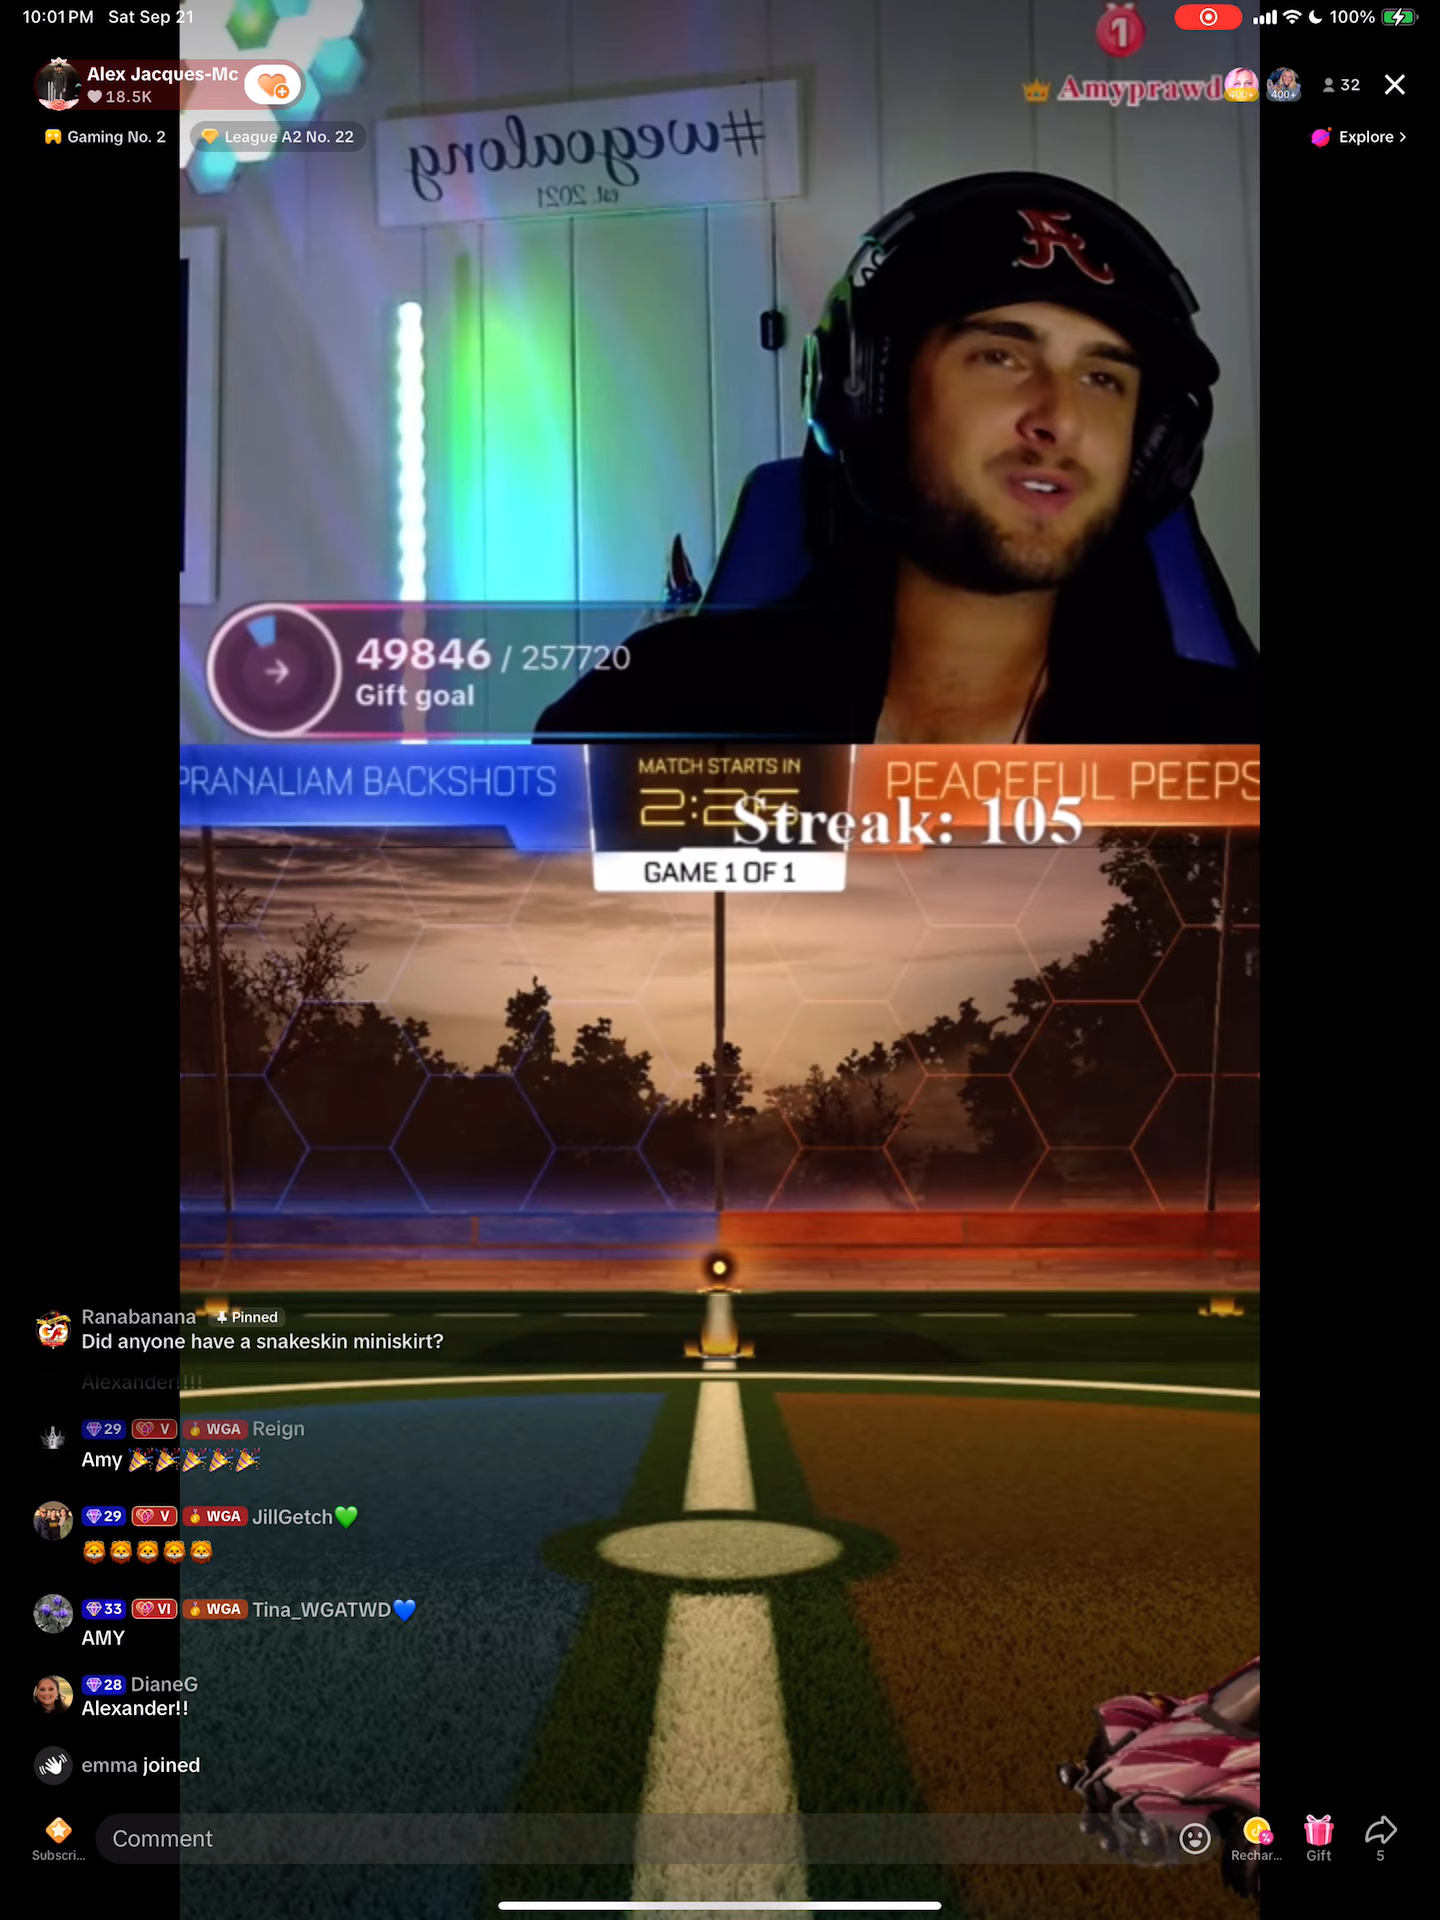 10:01 PM Sat Sep 21
100%
Alex Jacques-Mc
18.5K
Gaming No. 2
League A2 No. 22
1
Amyprawd
400+
400+
32
Explore >
#wegoalong
est. 2021
A
49846 / 257720
Gift goal
PRANALIAM BACKSHOTS
MATCH STARTS IN
PEACEFUL PEEPS
Streak: 105
GAME 1 OF 1
Ranabanana Pinned
Did anyone have a snakeskin miniskirt?
Alexander!!!!
29 V WGA Reign
Amy 🎉🎉🎉🎉🎉
29 V WGA JillGetch💚
🦁🦁🦁🦁🦁
33 VI WGA Tina_WGATWD💙
AMY
28 DianeG
Alexander!!
emma joined
Subscri...
Comment
Rechar...
Gift
5